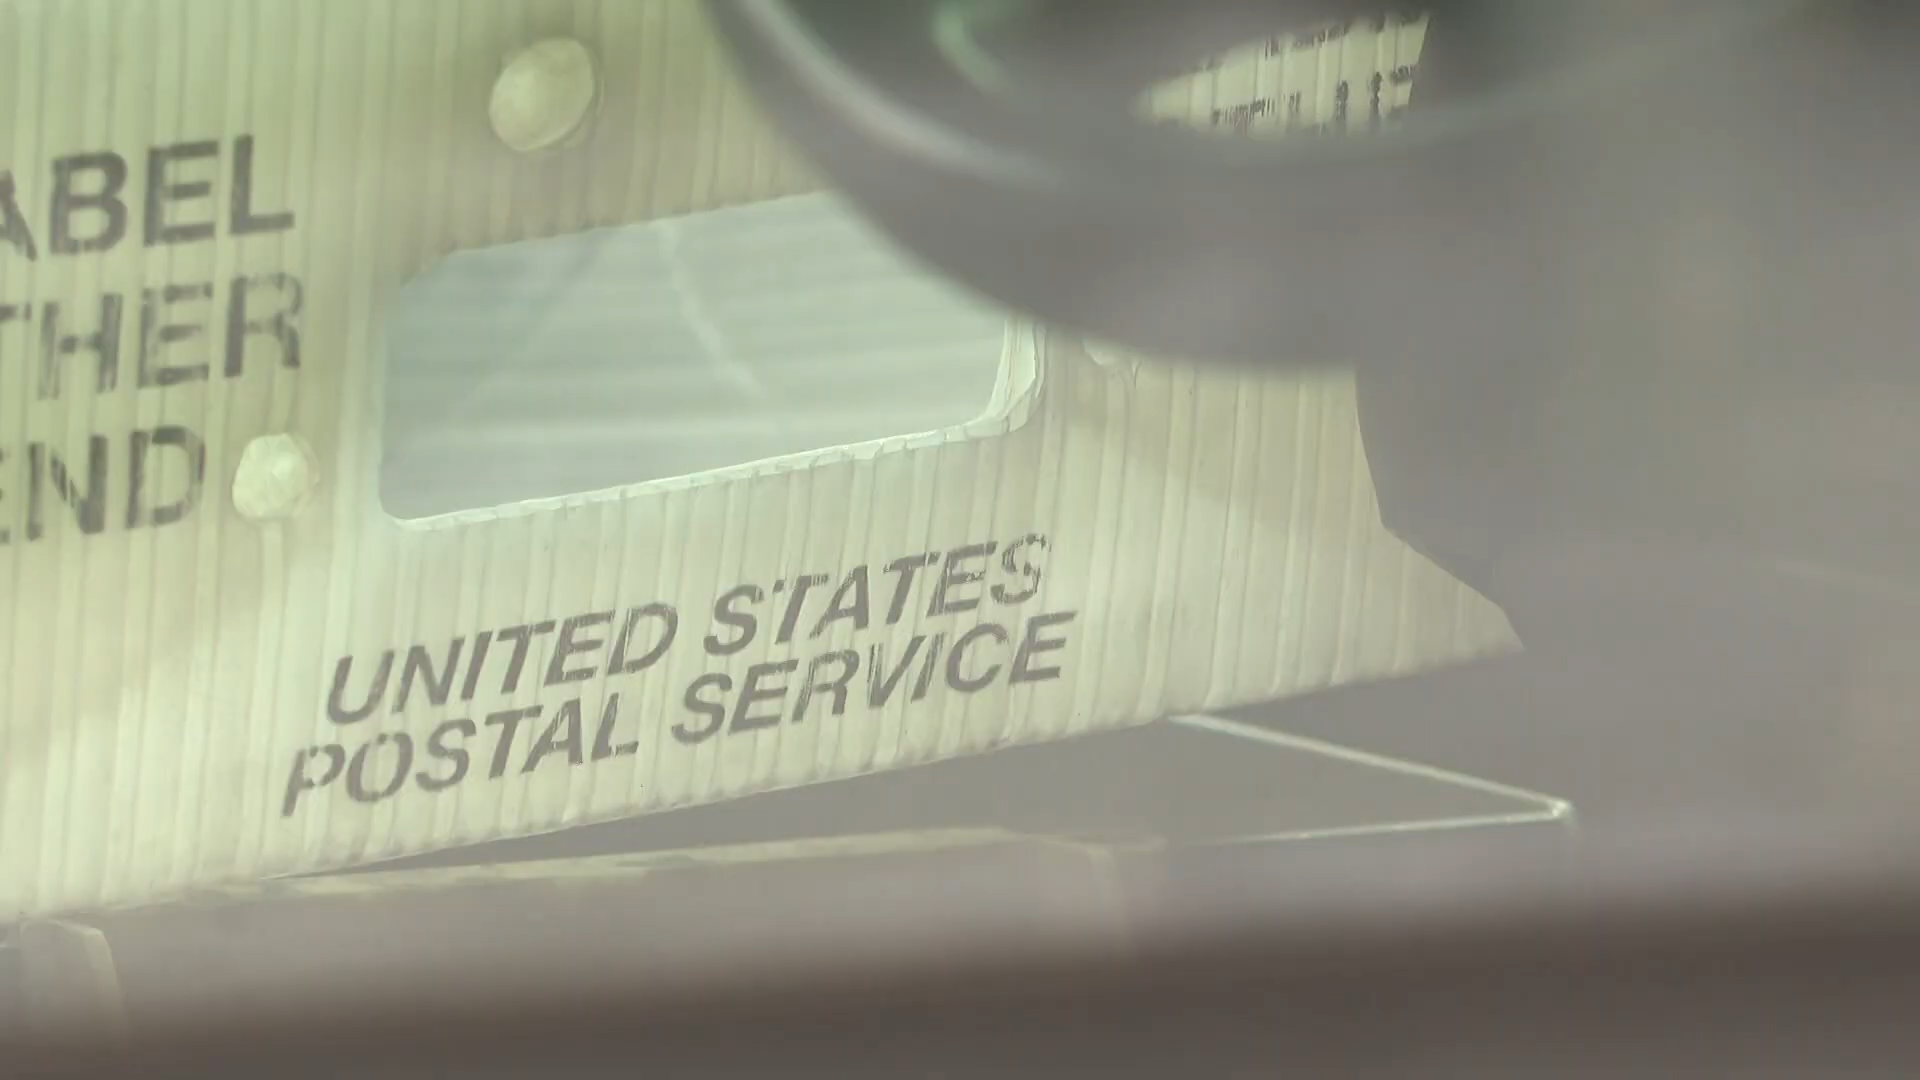 ABEL
THER
END
UNITED STATES
POSTAL SERVICE